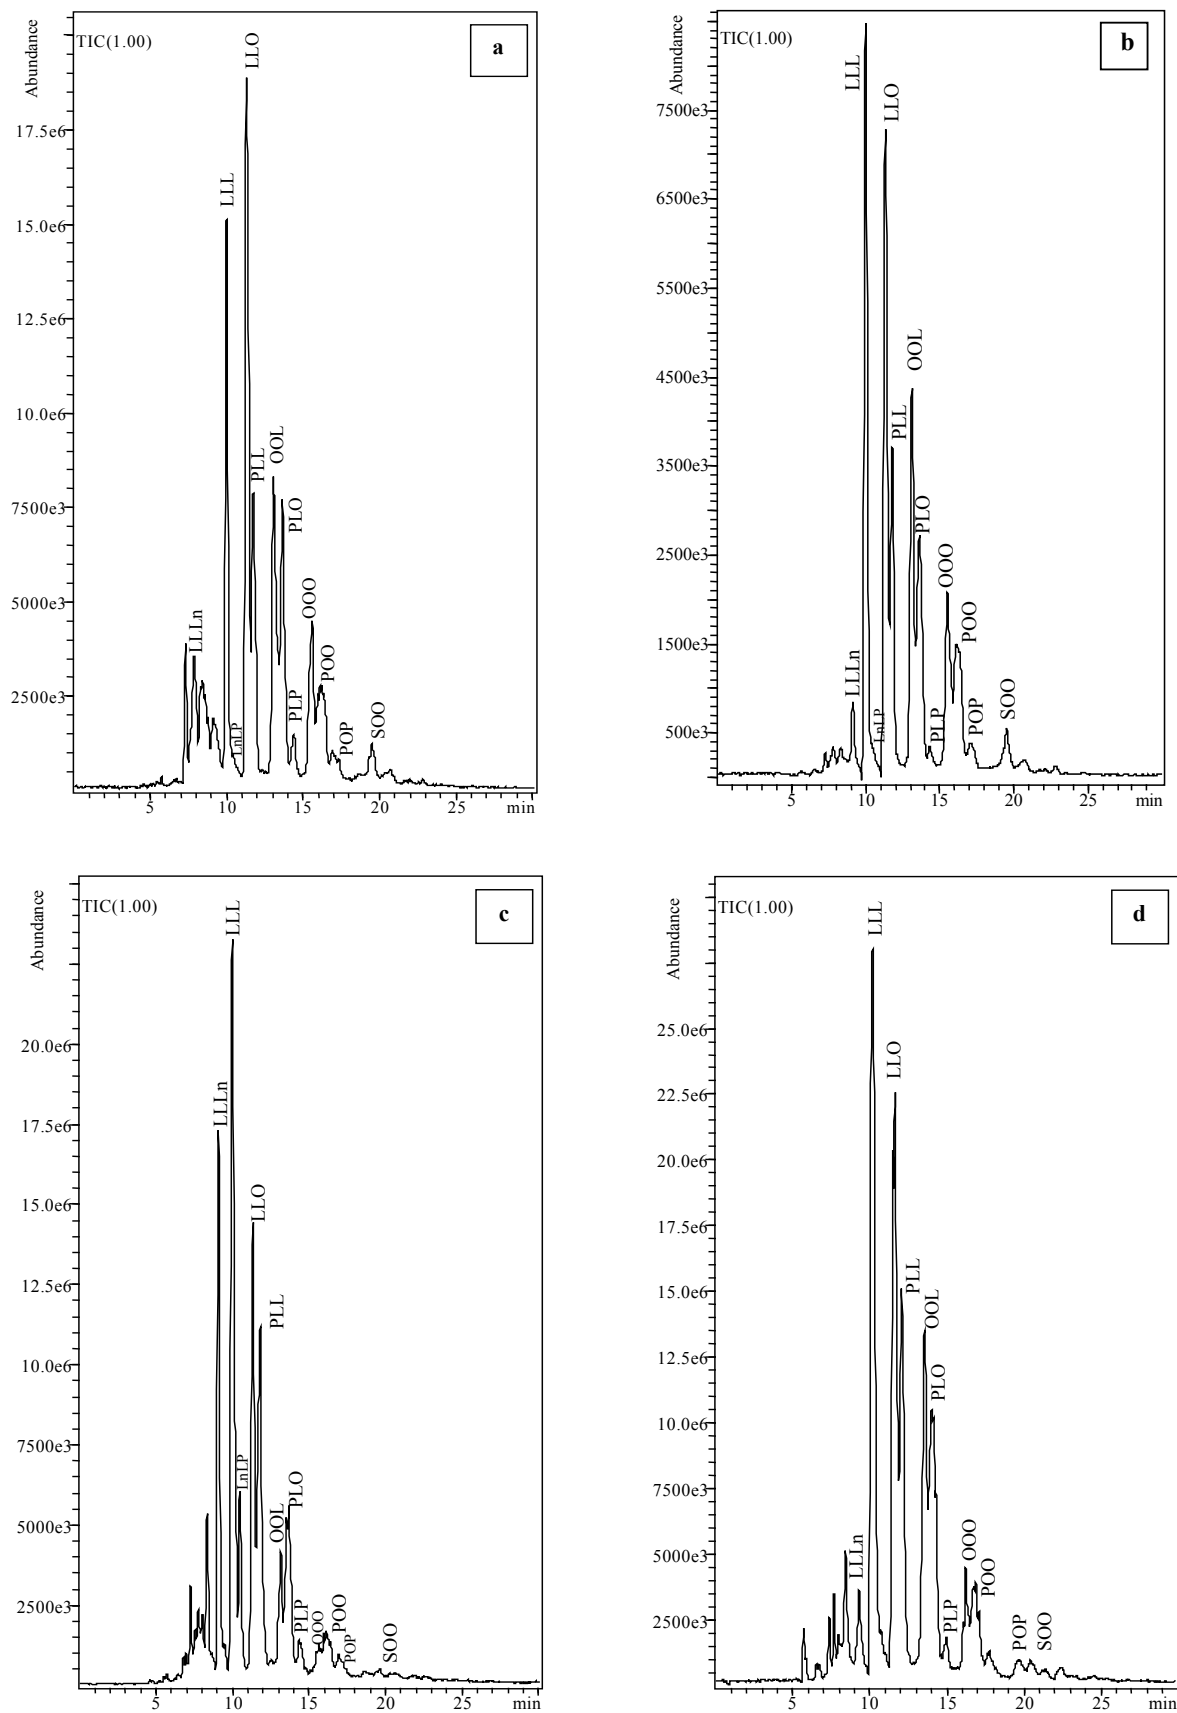 Abundance
TIC(1.00)
a
LLO
17.5e6
LLL
15.0e6
12.5e6
10.0e6
PLL
OOL
7500e3
PLO
5000e3
LLLn
OOO
2500e3
LnLP
PLP
POO
POP
SOO
5 10 15 20 25 min
Abundance
TIC(1.00)
b
LLL
LLO
7500e3
6500e3
5500e3
4500e3
OOL
PLL
3500e3
PLO
2500e3
OOO
1500e3
LLLn
LnLP
PLP
POO
POP
SOO
500e3
5 10 15 20 25 min
Abundance
TIC(1.00)
c
LLL
20.0e6
LLLn
17.5e6
15.0e6
LLO
12.5e6
PLL
10.0e6
7500e3
LnLP
PLO
5000e3
OOL
2500e3
PLP
OOO
POO
POP
SOO
5 10 15 20 25 min
Abundance
TIC(1.00)
d
LLL
25.0e6
LLO
22.5e6
20.0e6
17.5e6
15.0e6
PLL
OOL
12.5e6
PLO
10.0e6
7500e3
5000e3
LLLn
OOO
POO
2500e3
PLP
POP
SOO
5 10 15 20 25 min